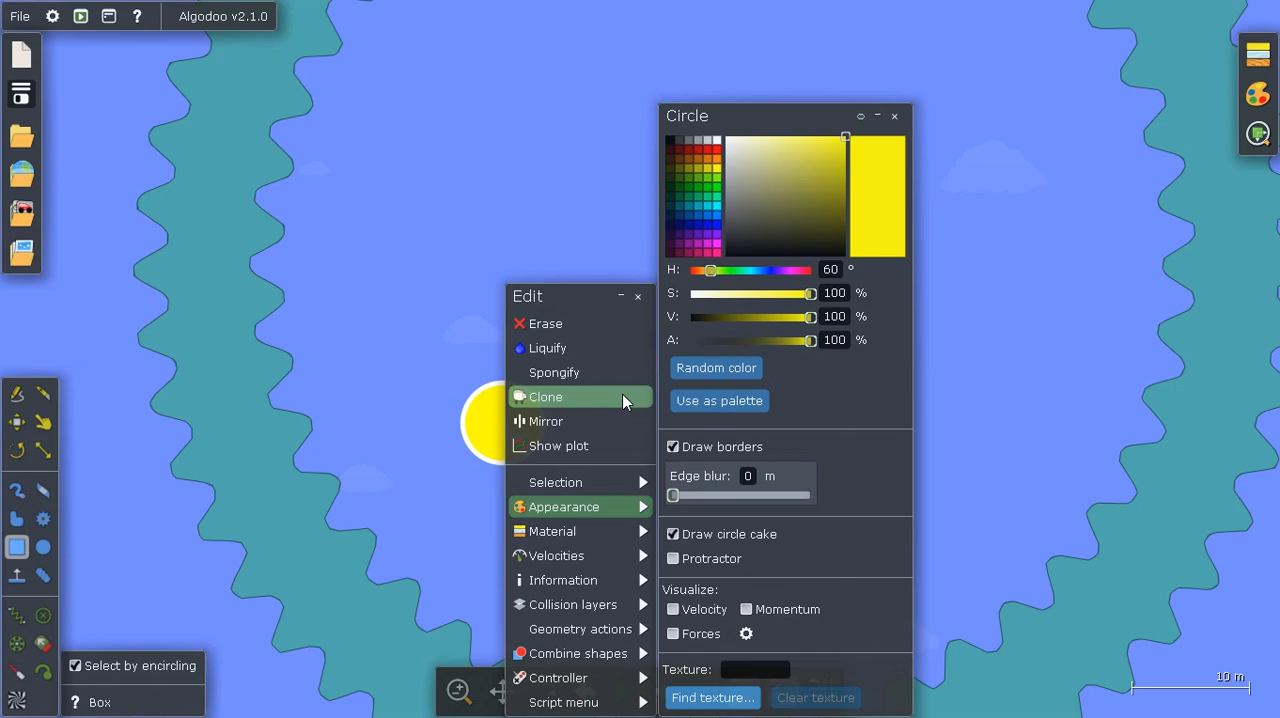 File
? Algodoo v2.1.0
Circle
H: 60 °
S: 100 %
V: 100 %
A: 100 %
Random color
Use as palette
Draw borders
Edge blur: 0 m
Draw circle cake
Protractor
Visualize:
Velocity Momentum
Forces
Texture:
Find texture... Clear texture
Edit
Erase
Liquify
Spongify
Clone
Mirror
Show plot
Selection
Appearance
Material
Velocities
Information
Collision layers
Geometry actions
Combine shapes
Controller
Script menu
Select by encircling
? Box
10 m